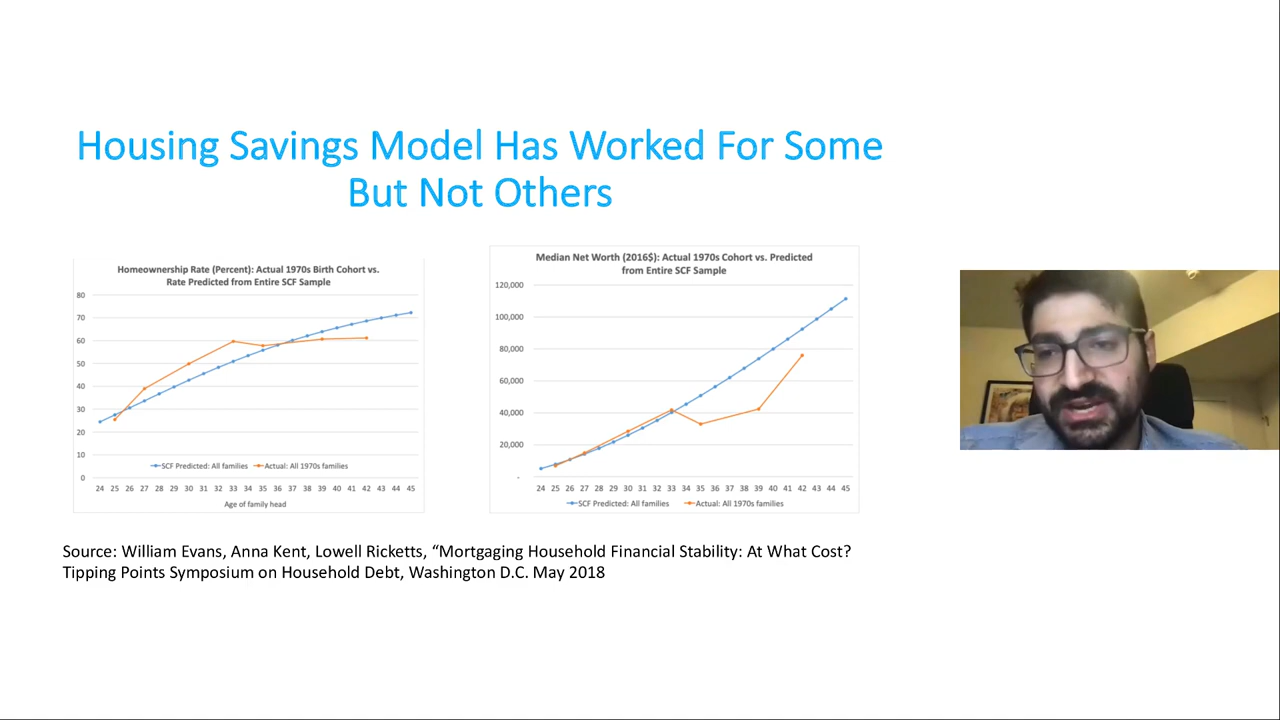 Housing Savings Model Has Worked For Some
But Not Others
Homeownership Rate (Percent): Actual 1970s Birth Cohort vs.
Rate Predicted from Entire SCF Sample
80
70
60
50
40
30
20
10
0
SCF Predicted: All families Actual: All 1970s families
24 25 26 27 28 29 30 31 32 33 34 35 36 37 38 39 40 41 42 43 44 45
Age of family head
Median Net Worth (2016$): Actual 1970s Cohort vs. Predicted
from Entire SCF Sample
120,000
100,000
80,000
60,000
40,000
20,000
-
24 25 26 27 28 29 30 31 32 33 34 35 36 37 38 39 40 41 42 43 44 45
SCF Predicted: All families Actual: All 1970s families
Source: William Evans, Anna Kent, Lowell Ricketts, “Mortgaging Household Financial Stability: At What Cost?
Tipping Points Symposium on Household Debt, Washington D.C. May 2018